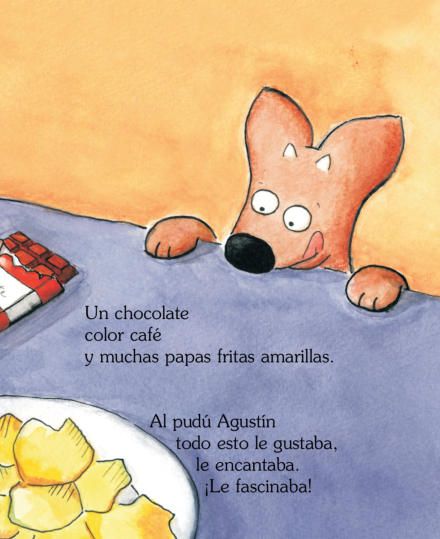 Un chocolate
color café
y muchas papas fritas amarillas.
Al pudú Agustín
todo esto le gustaba,
le encantaba.
¡Le fascinaba!